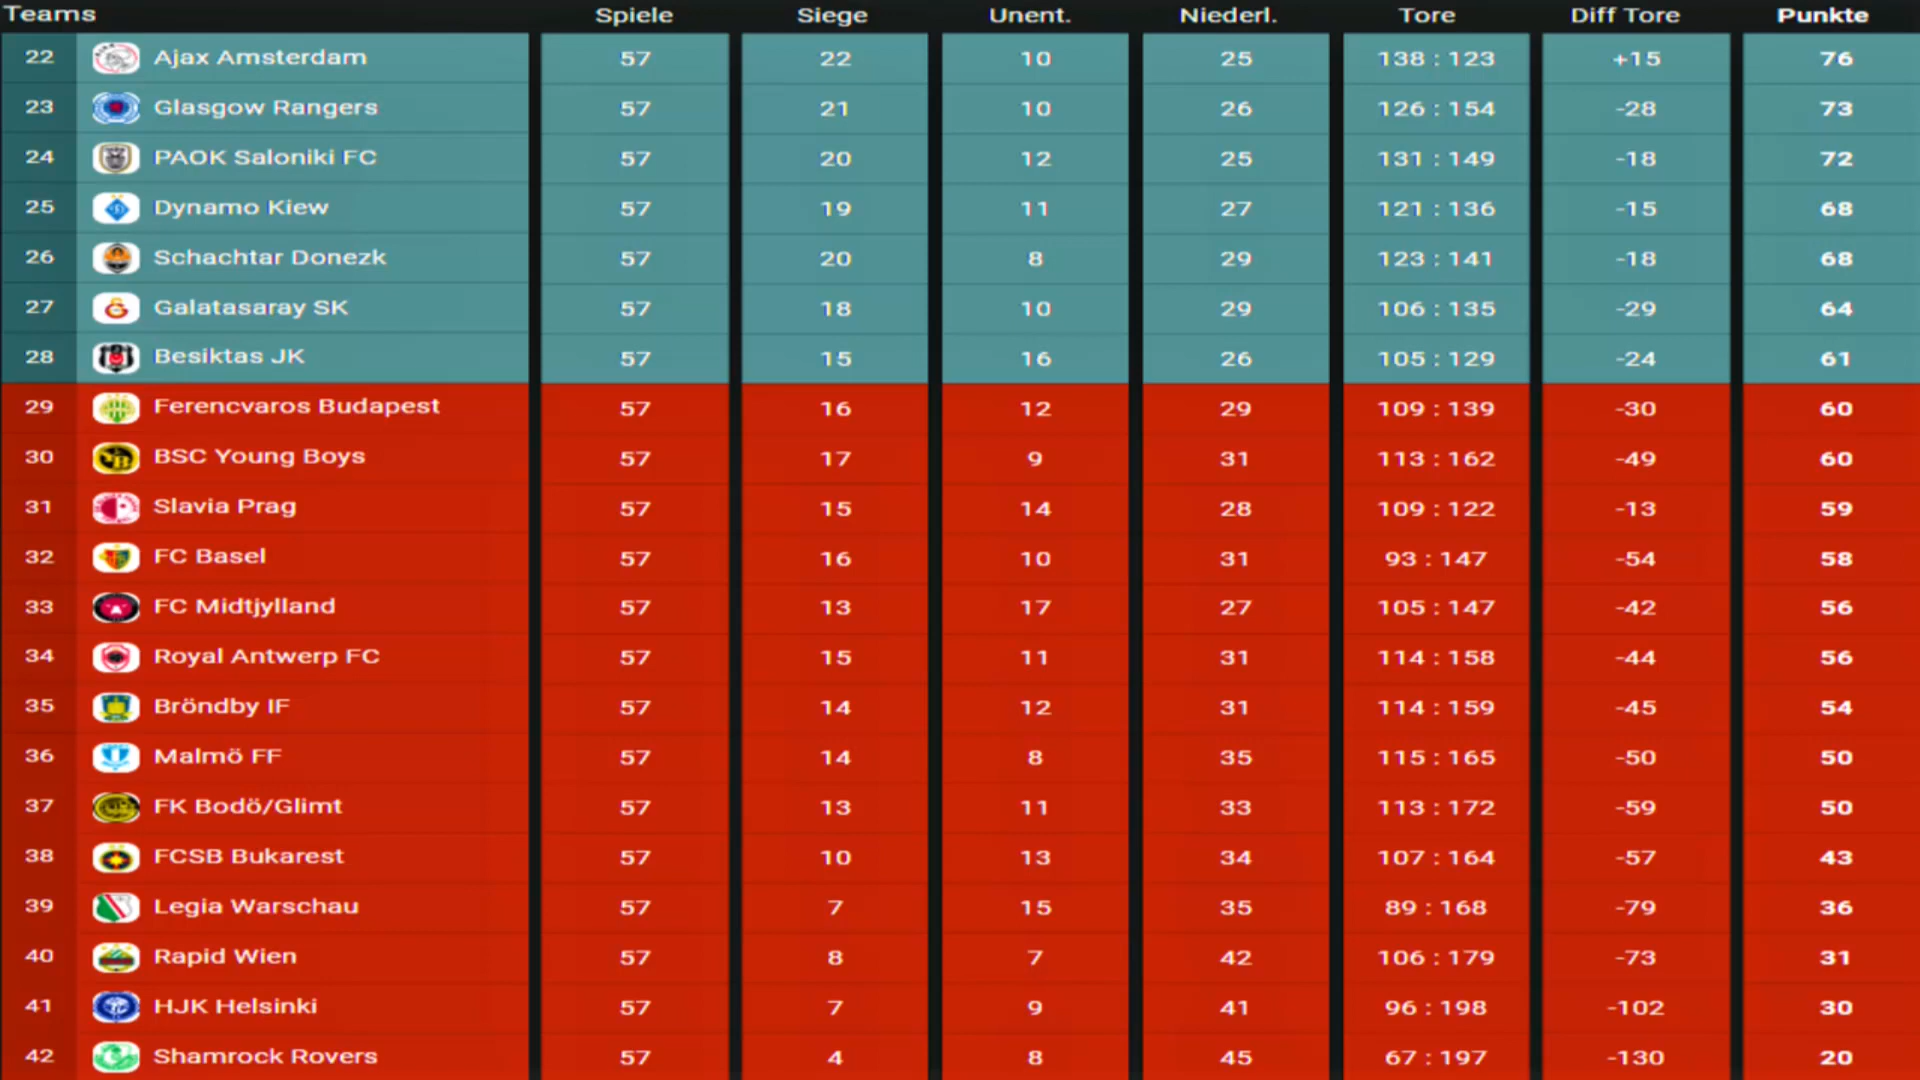 Teams Spiele Siege Unent. Niederl. Tore Diff Tore Punkte
22 Ajax Amsterdam 57 22 10 25 138 : 123 +15 76
23 Glasgow Rangers 57 21 10 26 126 : 154 -28 73
24 PAOK Saloniki FC 57 20 12 25 131 : 149 -18 72
25 Dynamo Kiew 57 19 11 27 121 : 136 -15 68
26 Schachtar Donezk 57 20 8 29 123 : 141 -18 68
27 Galatasaray SK 57 18 10 29 106 : 135 -29 64
28 Besiktas JK 57 15 16 26 105 : 129 -24 61
29 Ferencvaros Budapest 57 16 12 29 109 : 139 -30 60
30 BSC Young Boys 57 17 9 31 113 : 162 -49 60
31 Slavia Prag 57 15 14 28 109 : 122 -13 59
32 FC Basel 57 16 10 31 93 : 147 -54 58
33 FC Midtjylland 57 13 17 27 105 : 147 -42 56
34 Royal Antwerp FC 57 15 11 31 114 : 158 -44 56
35 Bröndby IF 57 14 12 31 114 : 159 -45 54
36 Malmö FF 57 14 8 35 115 : 165 -50 50
37 FK Bodö/Glimt 57 13 11 33 113 : 172 -59 50
38 FCSB Bukarest 57 10 13 34 107 : 164 -57 43
39 Legia Warschau 57 7 15 35 89 : 168 -79 36
40 Rapid Wien 57 8 7 42 106 : 179 -73 31
41 HJK Helsinki 57 7 9 41 96 : 198 -102 30
42 Shamrock Rovers 57 4 8 45 67 : 197 -130 20